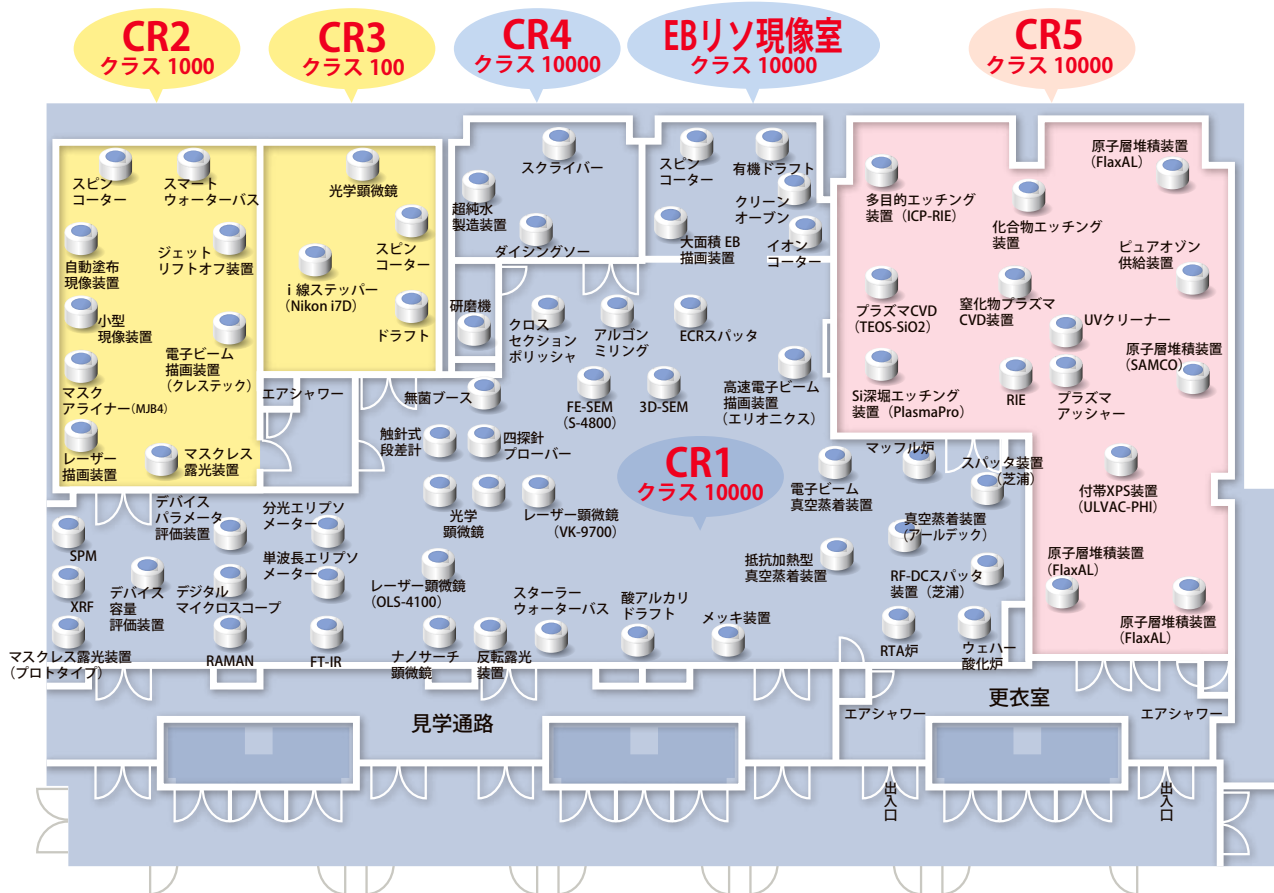 CR2
クラス 1000
CR3
クラス 100
CR4
クラス 10000
EBリソ現像室
クラス 10000
CR5
クラス 10000
スピン
コーター
スマート
ウォーターバス
自動塗布
現像装置
ジェット
リフトオフ装置
小型
現像装置
電子ビーム
描画装置
（クレステック）
マスク
アライナー(MJB4)
レーザー
描画装置
マスクレス
露光装置
光学顕微鏡
スピン
コーター
i 線ステッパー
（Nikon i7D）
ドラフト
エアシャワー
スクライバー
超純水
製造装置
ダイシングソー
研磨機
スピン
コーター
有機ドラフト
クリーン
オーブン
大面積 EB
描画装置
イオン
コーター
多目的エッチング
装置（ICP-RIE）
化合物エッチング
装置
原子層堆積装置
（FlaxAL）
ピュアオゾン
供給装置
プラズマCVD
（TEOS-SiO2）
窒化物プラズマ
CVD装置
UVクリーナー
原子層堆積装置
（SAMCO）
Si深堀エッチング
装置（PlasmaPro）
RIE
プラズマ
アッシャー
付帯XPS装置
（ULVAC-PHI）
原子層堆積装置
（FlaxAL）
原子層堆積装置
（FlaxAL）
クロス
セクション
ポリッシャ
アルゴン
ミリング
ECRスパッタ
無菌ブース
FE-SEM
（S-4800）
3D-SEM
高速電子ビーム
描画装置
（エリオニクス）
触針式
段差計
四探針
プローバー
CR1
クラス 10000
マッフル炉
スパッタ装置
（芝浦）
電子ビーム
真空蒸着装置
光学
顕微鏡
レーザー顕微鏡
（VK-9700）
真空蒸着装置
（アールデック）
デバイス
パラメータ
評価装置
分光エリプソ
メーター
SPM
単波長エリプソ
メーター
抵抗加熱型
真空蒸着装置
RF-DCスパッタ
装置（芝浦）
XRF
デバイス
容量
評価装置
デジタル
マイクロスコープ
レーザー顕微鏡
（OLS-4100）
スターラー
ウォーターバス
酸アルカリ
ドラフト
メッキ装置
マスクレス露光装置
（プロトタイプ）
RAMAN
FT-IR
ナノサーチ
顕微鏡
反転露光
装置
RTA炉
ウェハー
酸化炉
見学通路
更衣室
エアシャワー
エアシャワー
出入口
出入口